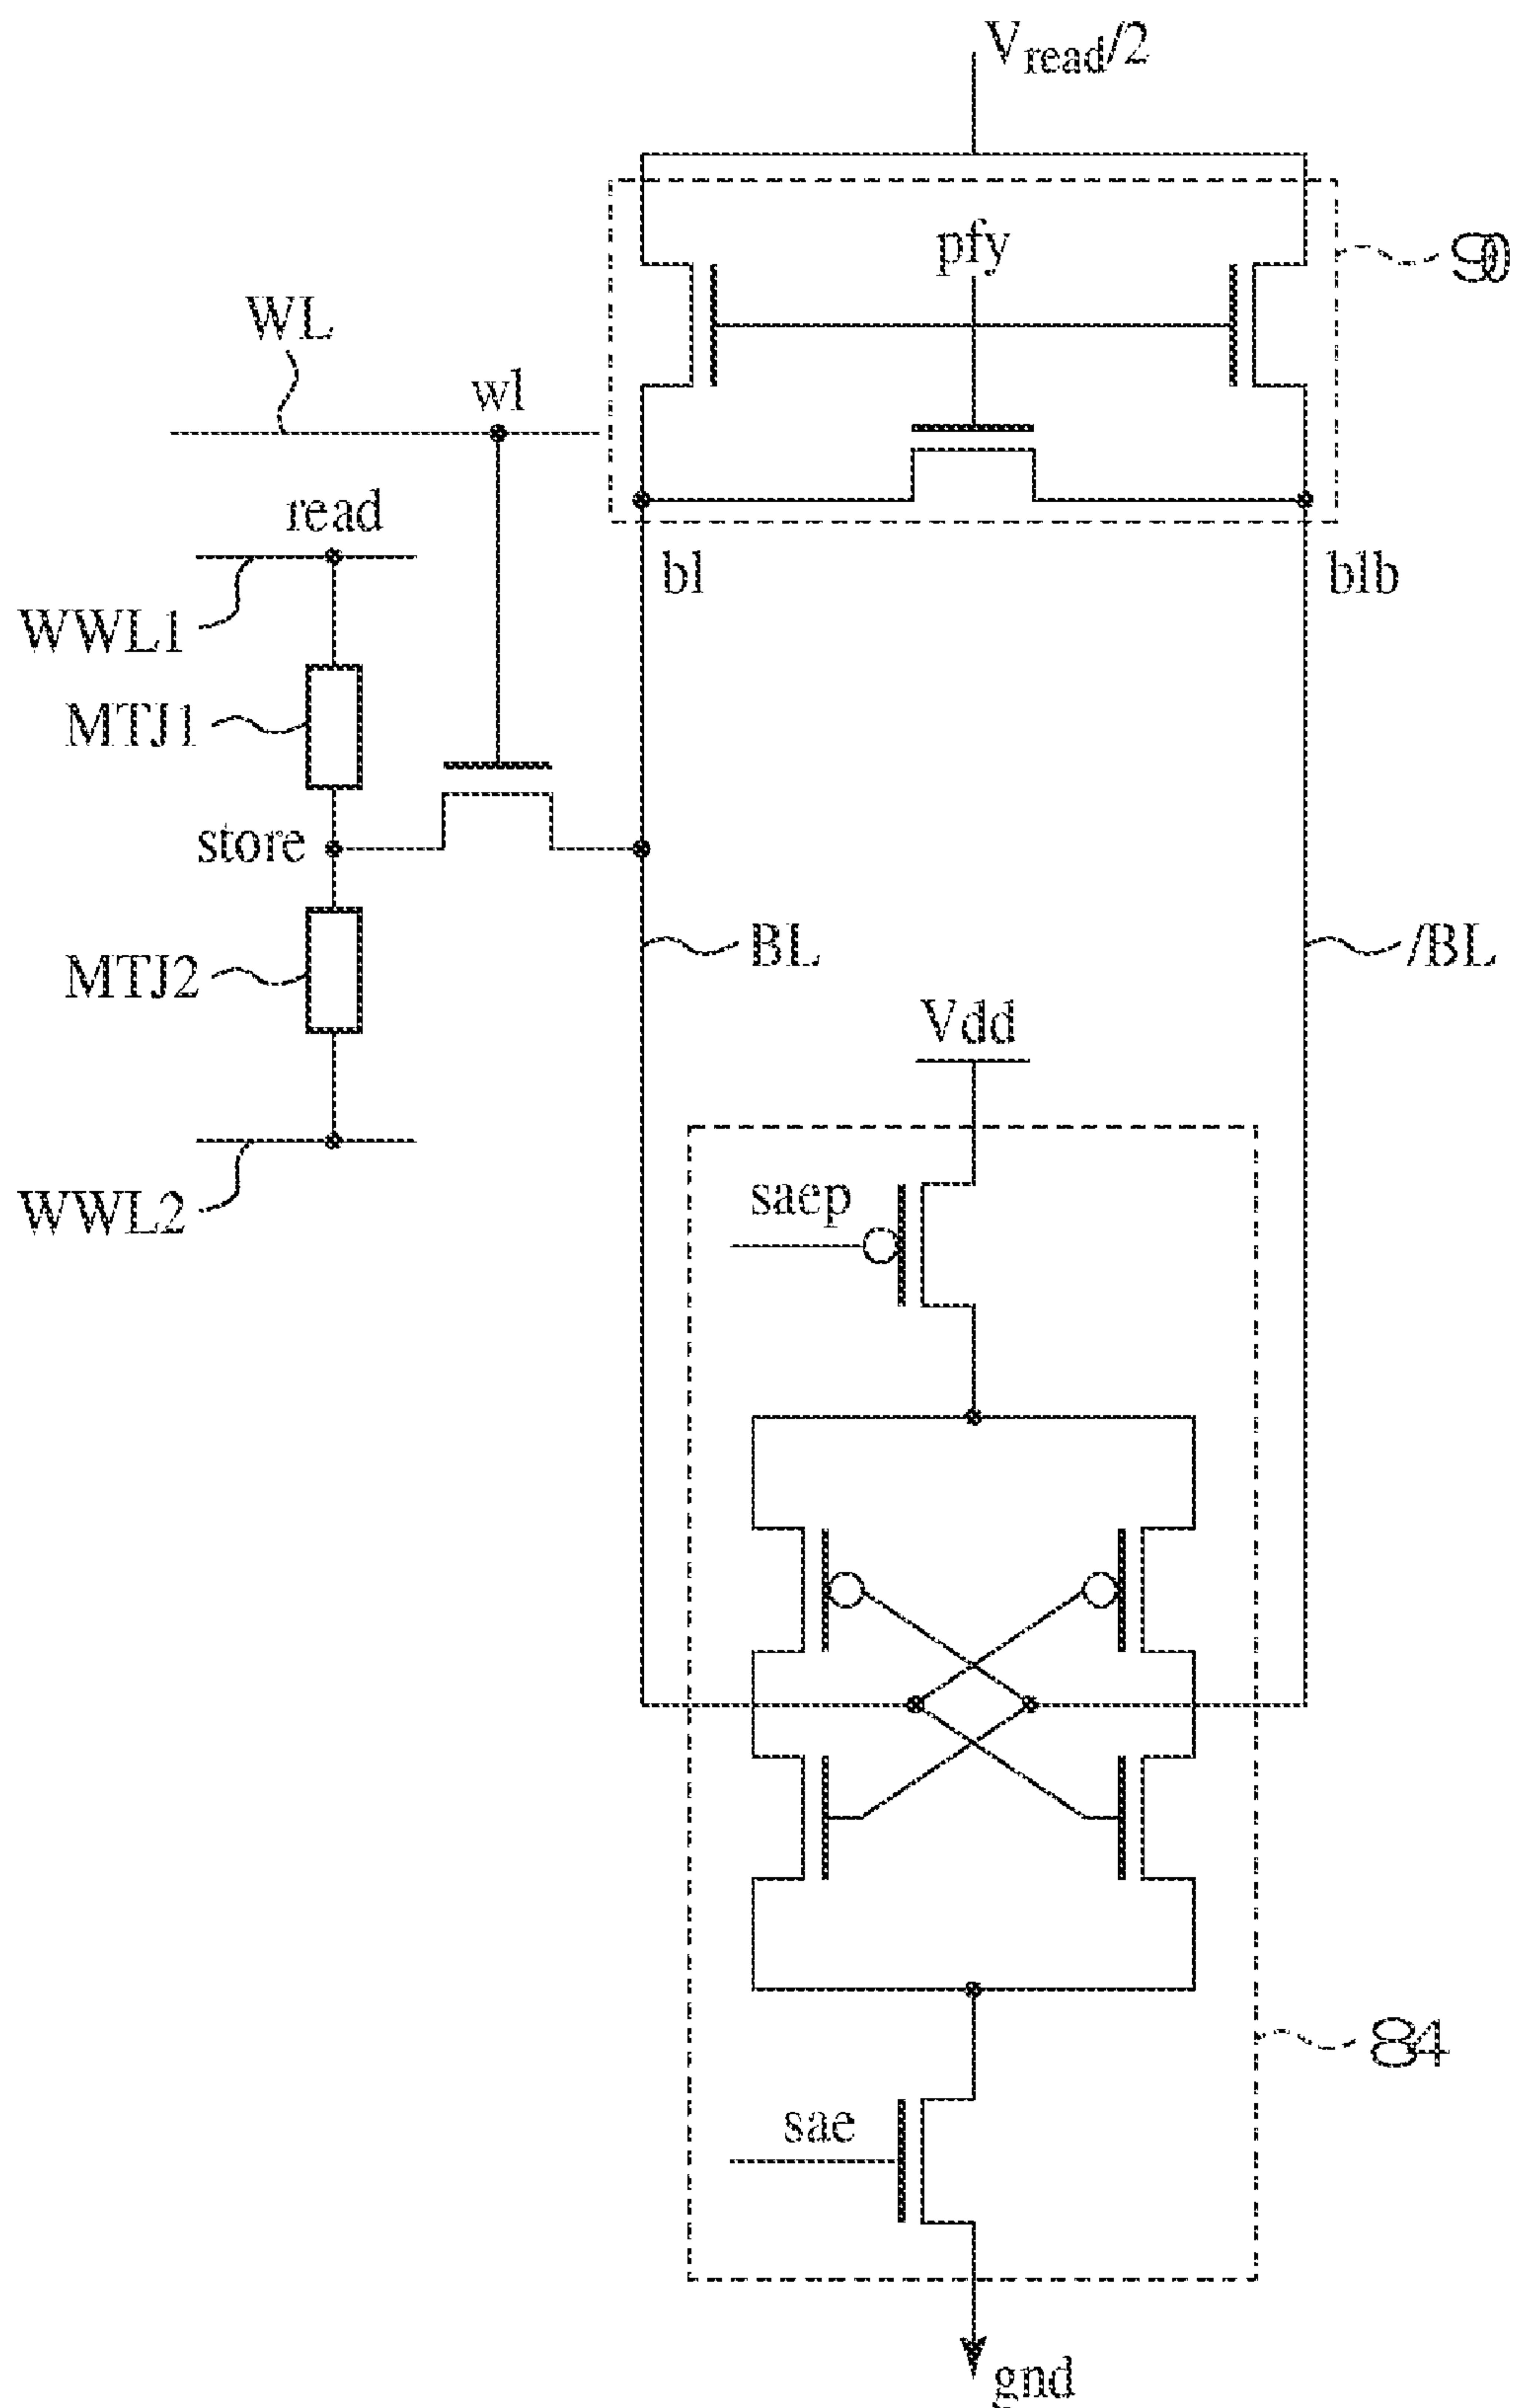 Vread/2
pfy
90
WL
wl
read
bl
blb
WWL1
MTJ1
store
BL
/BL
MTJ2
Vdd
saep
WWL2
84
sae
gnd